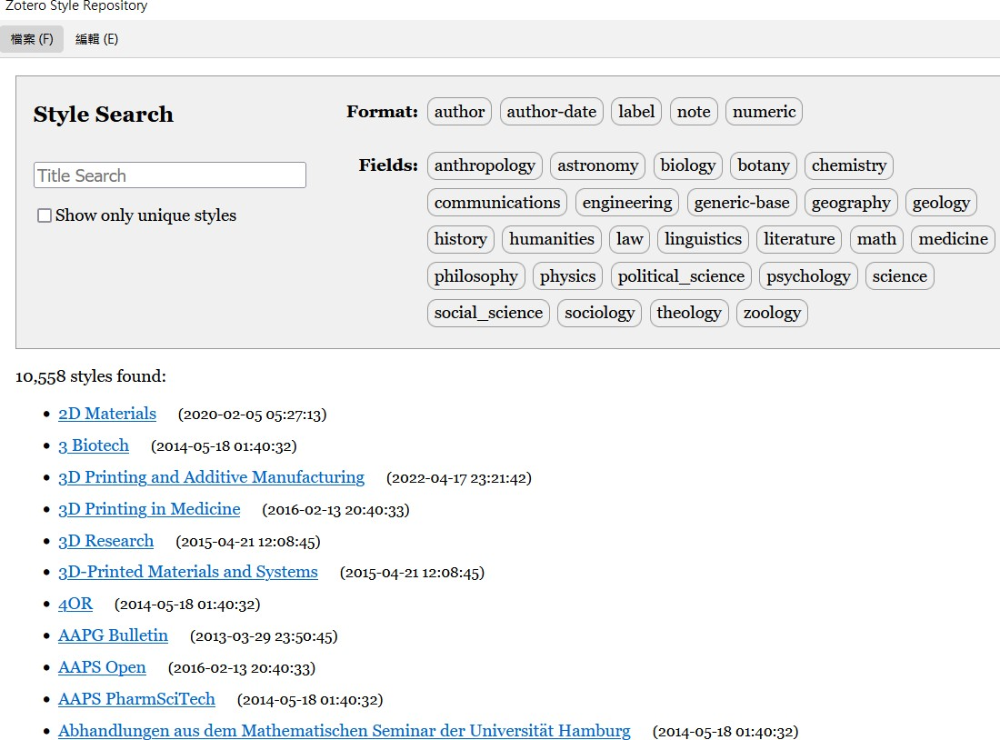 Zotero Style Repository
檔案 (F) 編輯 (E)
Style Search
Title Search
Show only unique styles
Format: author author-date label note numeric
Fields: anthropology astronomy biology botany chemistry
communications engineering generic-base geography geology
history humanities law linguistics literature math medicine
philosophy physics political_science psychology science
social_science sociology theology zoology
10,558 styles found:
2D Materials (2020-02-05 05:27:13)
3 Biotech (2014-05-18 01:40:32)
3D Printing and Additive Manufacturing (2022-04-17 23:21:42)
3D Printing in Medicine (2016-02-13 20:40:33)
3D Research (2015-04-21 12:08:45)
3D-Printed Materials and Systems (2015-04-21 12:08:45)
4OR (2014-05-18 01:40:32)
AAPG Bulletin (2013-03-29 23:50:45)
AAPS Open (2016-02-13 20:40:33)
AAPS PharmSciTech (2014-05-18 01:40:32)
Abhandlungen aus dem Mathematischen Seminar der Universität Hamburg (2014-05-18 01:40:32)